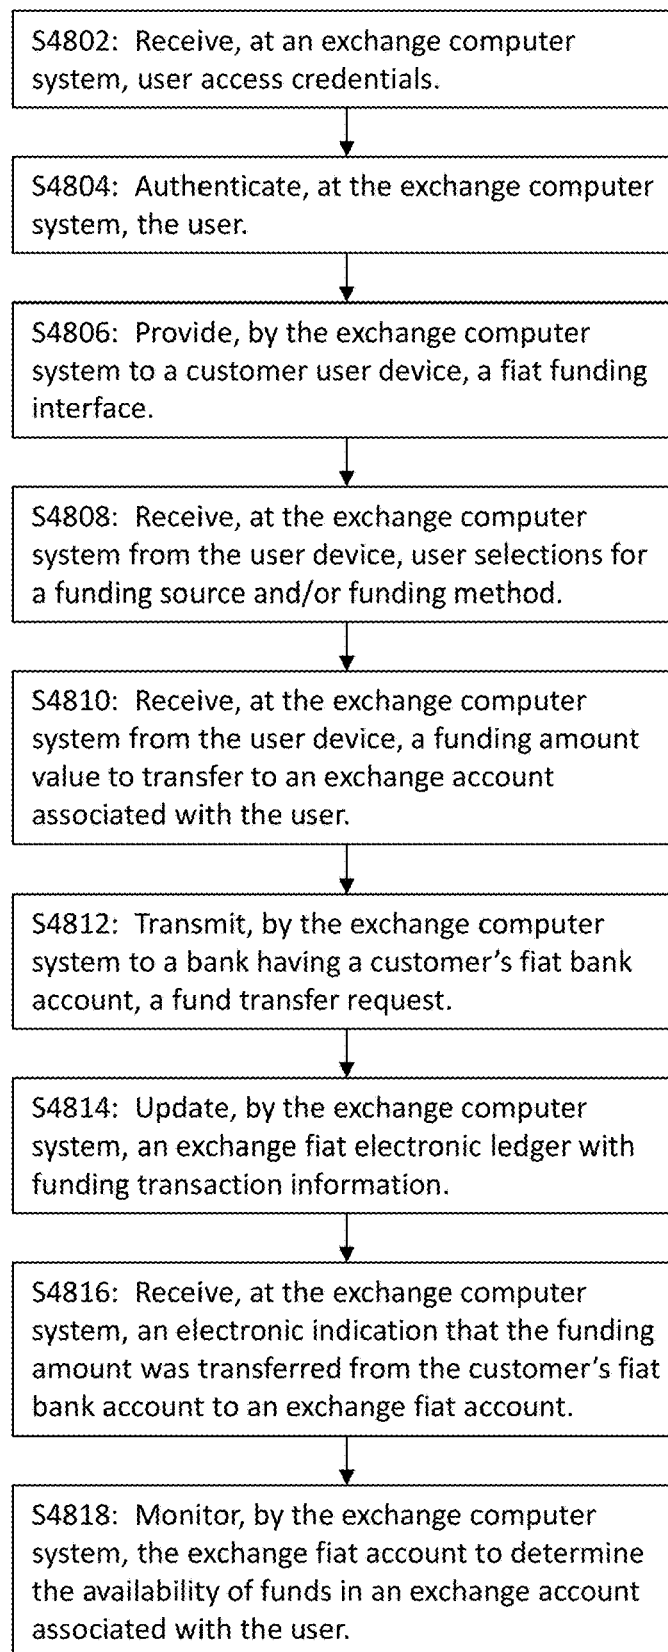 S4802: Receive, at an exchange computer
system, user access credentials.
S4804: Authenticate, at the exchange computer
system, the user.
S4806: Provide, by the exchange computer
system to a customer user device, a fiat funding
interface.
S4808: Receive, at the exchange computer
system from the user device, user selections for
a funding source and/or funding method.
S4810: Receive, at the exchange computer
system from the user device, a funding amount
value to transfer to an exchange account
associated with the user.
S4812: Transmit, by the exchange computer
system to a bank having a customer's fiat bank
account, a fund transfer request.
S4814: Update, by the exchange computer
system, an exchange fiat electronic ledger with
funding transaction information.
S4816: Receive, at the exchange computer
system, an electronic indication that the funding
amount was transferred from the customer's fiat
bank account to an exchange fiat account.
S4818: Monitor, by the exchange computer
system, the exchange fiat account to determine
the availability of funds in an exchange account
associated with the user.